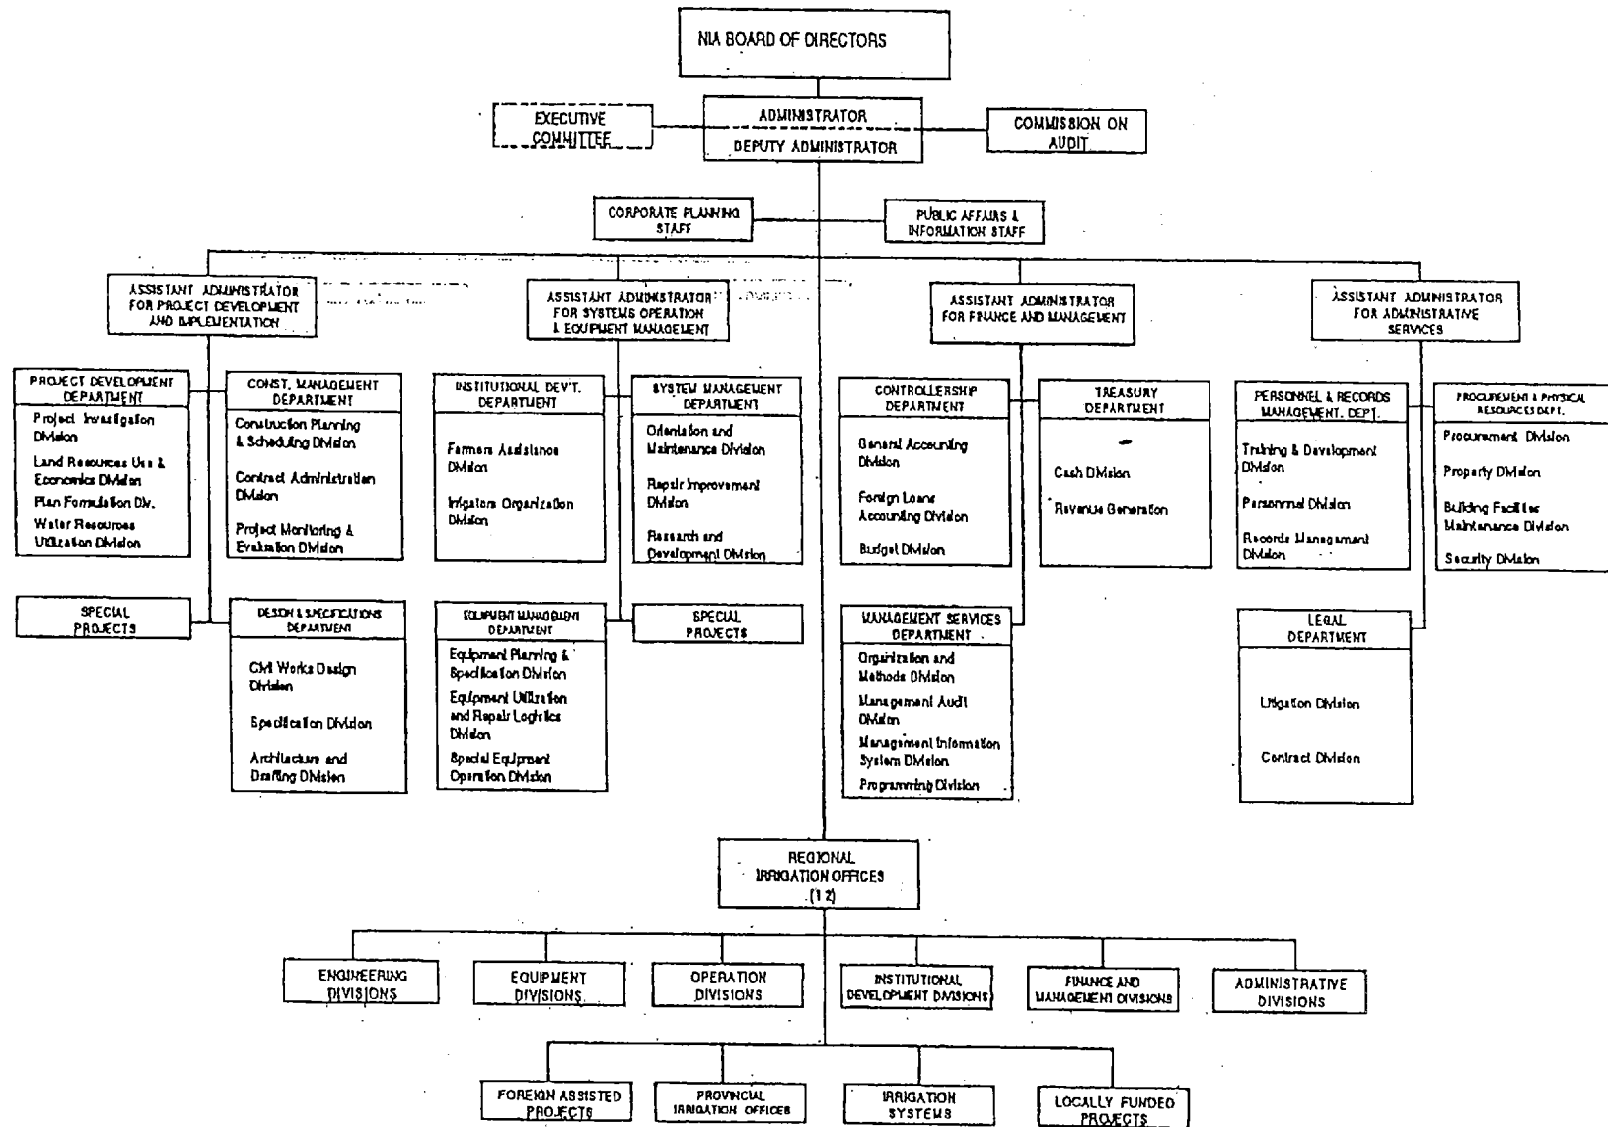 NIA BOARD OF DIRECTORS
EXECUTIVE
COMMITTEE
ADMINISTRATOR
DEPUTY ADMINISTRATOR
COMMISSION ON
AUDIT
CORPORATE PLANNING
STAFF
PUBLIC AFFAIRS &
INFORMATION STAFF
ASSISTANT ADMINISTRATOR
FOR PROJECT DEVELOPMENT
AND IMPLEMENTATION
ASSISTANT ADMINISTRATOR
FOR SYSTEMS OPERATION
& EQUIPMENT MANAGEMENT
ASSISTANT ADMINISTRATOR
FOR FINANCE AND MANAGEMENT
ASSISTANT ADMINISTRATOR
FOR ADMINISTRATIVE
SERVICES
PROJECT DEVELOPMENT
DEPARTMENT
Project Investigation
Division
Land Resources Use &
Economics Division
Plan Formulation Div.
Water Resources
Utilization Division
CONST. MANAGEMENT
DEPARTMENT
Construction Planning
& Scheduling Division
Contract Administration
Division
Project Monitoring &
Evaluation Division
INSTITUTIONAL DEV'T.
DEPARTMENT
Farmers Assistance
Division
Irrigators Organization
Division
SYSTEM MANAGEMENT
DEPARTMENT
Orientation and
Maintenance Division
Repair Improvement
Division
Research and
Development Division
CONTROLLERSHIP
DEPARTMENT
General Accounting
Division
Foreign Loans
Accounting Division
Budget Division
TREASURY
DEPARTMENT
Cash Division
Revenue Generation
PERSONNEL & RECORDS
MANAGEMENT. DEPT.
Training & Development
Division
Personnel Division
Records Management
Division
PROCUREMENT & PHYSICAL
RESOURCES DEPT.
Procurement Division
Property Division
Building Facilities
Maintenance Division
Security Division
SPECIAL
PROJECTS
DESIGN & SPECIFICATIONS
DEPARTMENT
Civil Works Design
Division
Specification Division
Architecture and
Drafting Division
EQUIPMENT MANAGEMENT
DEPARTMENT
Equipment Planning &
Specification Division
Equipment Utilization
and Repair Logistics
Division
Special Equipment
Operation Division
SPECIAL
PROJECTS
MANAGEMENT SERVICES
DEPARTMENT
Organization and
Methods Division
Management Audit
Division
Management Information
System Division
Programming Division
LEGAL
DEPARTMENT
Litigation Division
Contract Division
REGIONAL
IRRIGATION OFFICES
(12)
ENGINEERING
DIVISIONS
EQUIPMENT
DIVISIONS
OPERATION
DIVISIONS
INSTITUTIONAL
DEVELOPMENT DIVISIONS
FINANCE AND
MANAGEMENT DIVISIONS
ADMINISTRATIVE
DIVISIONS
FOREIGN ASSISTED
PROJECTS
PROVINCIAL
IRRIGATION OFFICES
IRRIGATION
SYSTEMS
LOCALLY FUNDED
PROJECTS